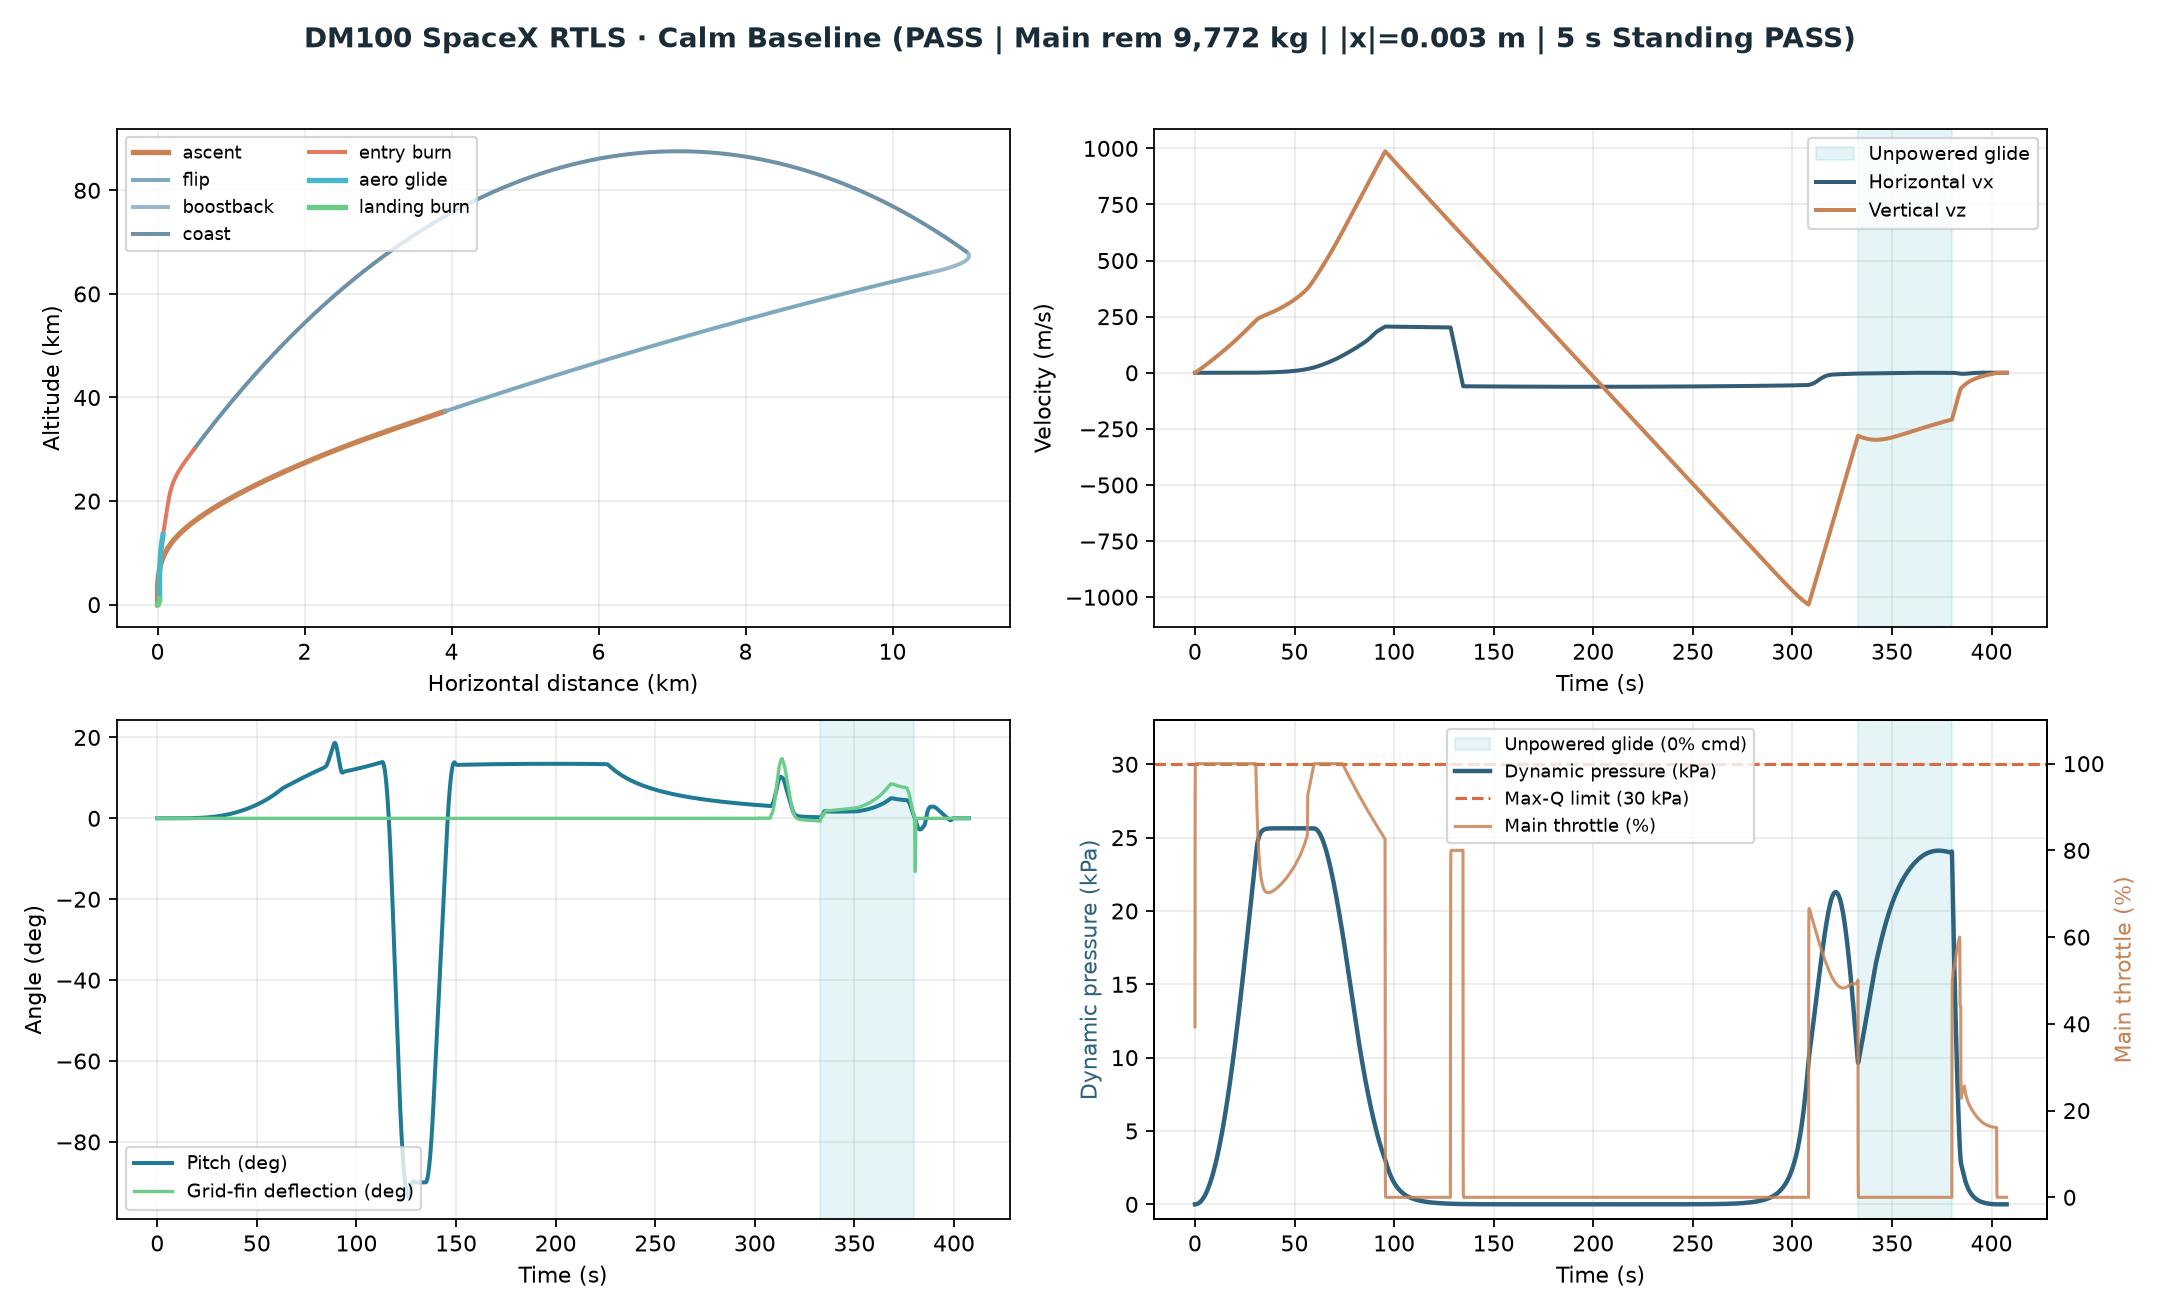 DM100 SpaceX RTLS · Calm Baseline (PASS | Main rem 9,772 kg | |x|=0.003 m | 5 s Standing PASS)
ascent
flip
boostback
coast
entry burn
aero glide
landing burn
80
60
40
20
0
Altitude (km)
0 2 4 6 8 10
Horizontal distance (km)
Unpowered glide
Horizontal vx
Vertical vz
1000
750
500
250
0
−250
−500
−750
−1000
Velocity (m/s)
0 50 100 150 200 250 300 350 400
Time (s)
20
0
−20
−40
−60
−80
Angle (deg)
Pitch (deg)
Grid-fin deflection (deg)
0 50 100 150 200 250 300 350 400
Time (s)
Unpowered glide (0% cmd)
Dynamic pressure (kPa)
Max-Q limit (30 kPa)
Main throttle (%)
30
25
20
15
10
5
0
Dynamic pressure (kPa)
100
80
60
40
20
0
Main throttle (%)
0 50 100 150 200 250 300 350 400
Time (s)